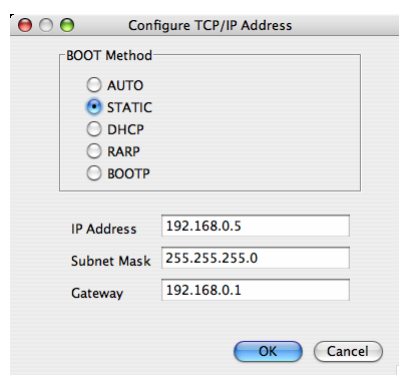 Configure TCP/IP Address
BOOT Method
AUTO
STATIC
DHCP
RARP
BOOTP
IP Address 192.168.0.5
Subnet Mask 255.255.255.0
Gateway 192.168.0.1
OK Cancel